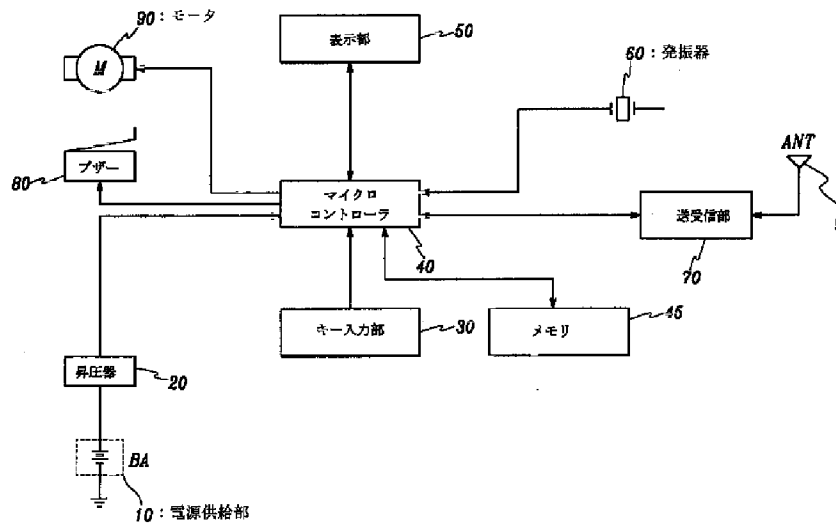 90：モータ
M
表示部
50
60：発振器
ブザー
80
ANT
マイクロ
コントローラ
40
送受信部
70
5
キー入力部
30
メモリ
45
昇圧器
20
BA
10：電源供給部